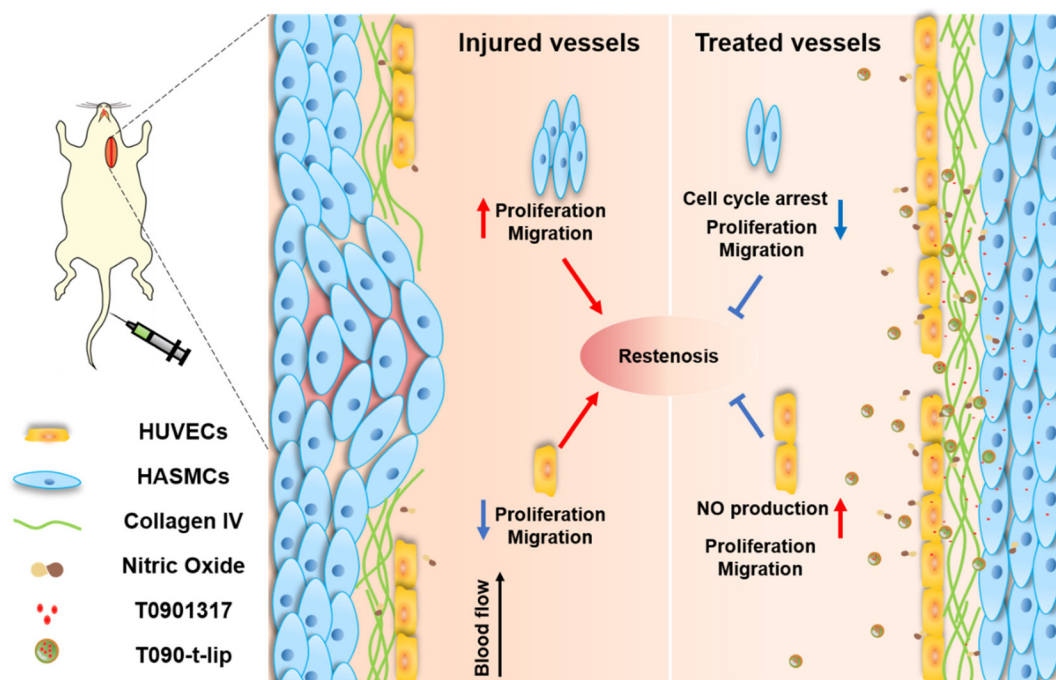 Injured vessels
Treated vessels
Proliferation
Migration
Cell cycle arrest
Proliferation
Migration
Restenosis
Proliferation
Migration
NO production
Proliferation
Migration
Blood flow
HUVECs
HASMCs
Collagen IV
Nitric Oxide
T0901317
T090-t-lip